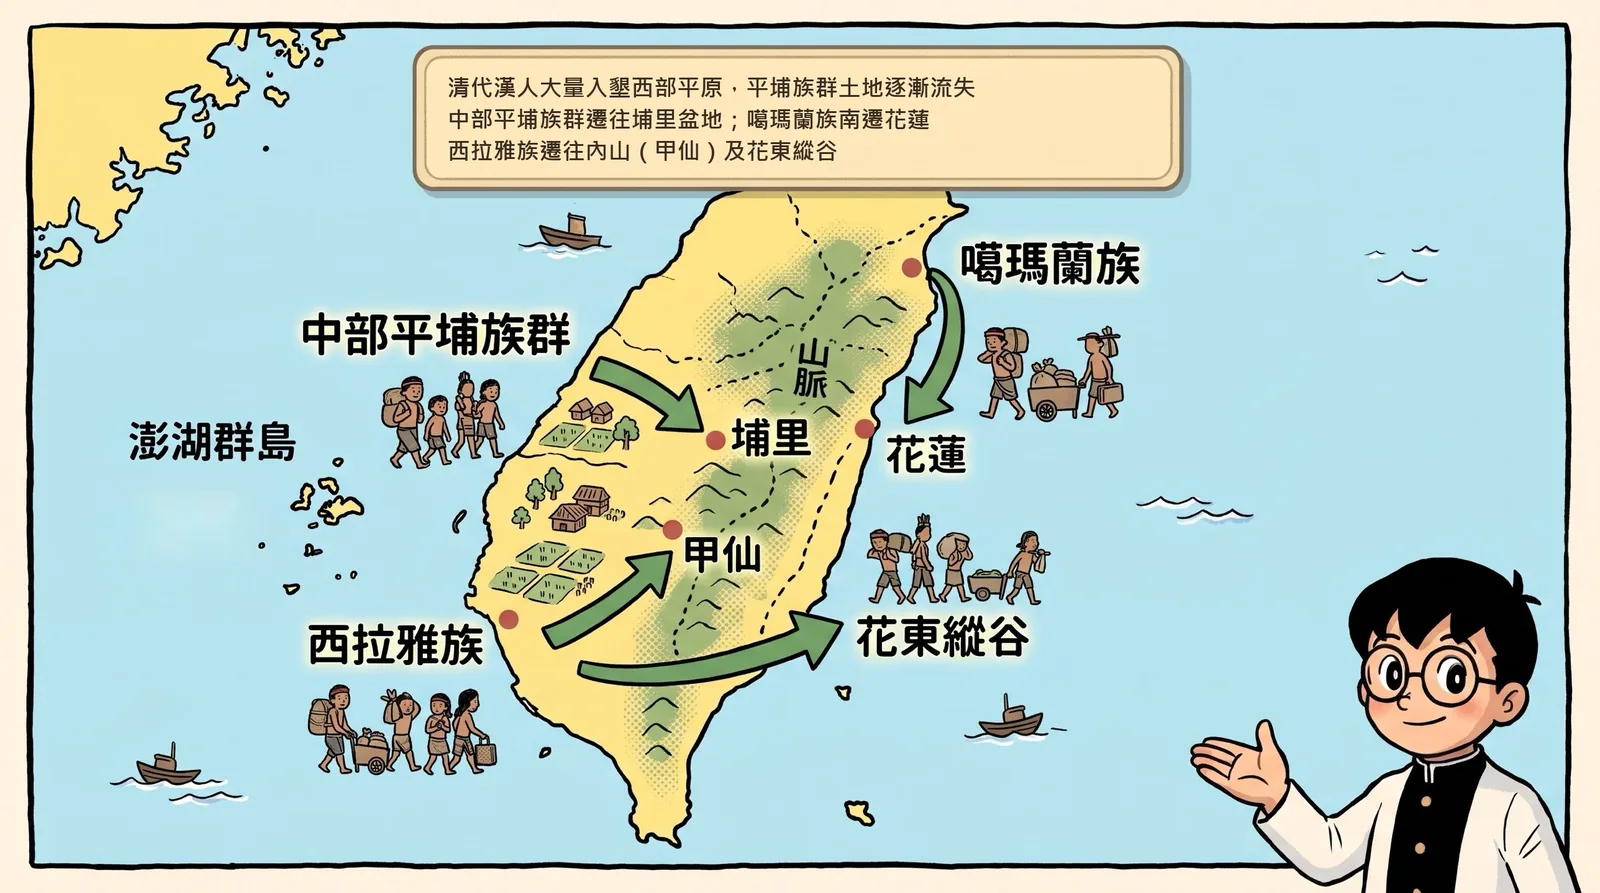 清代漢人大量入墾西部平原，平埔族群土地逐漸流失
中部平埔族群遷往埔里盆地；噶瑪蘭族南遷花蓮
西拉雅族遷往內山（甲仙）及花東縱谷
噶瑪蘭族
中部平埔族群
山脈
澎湖群島
埔里
花蓮
甲仙
西拉雅族
花東縱谷